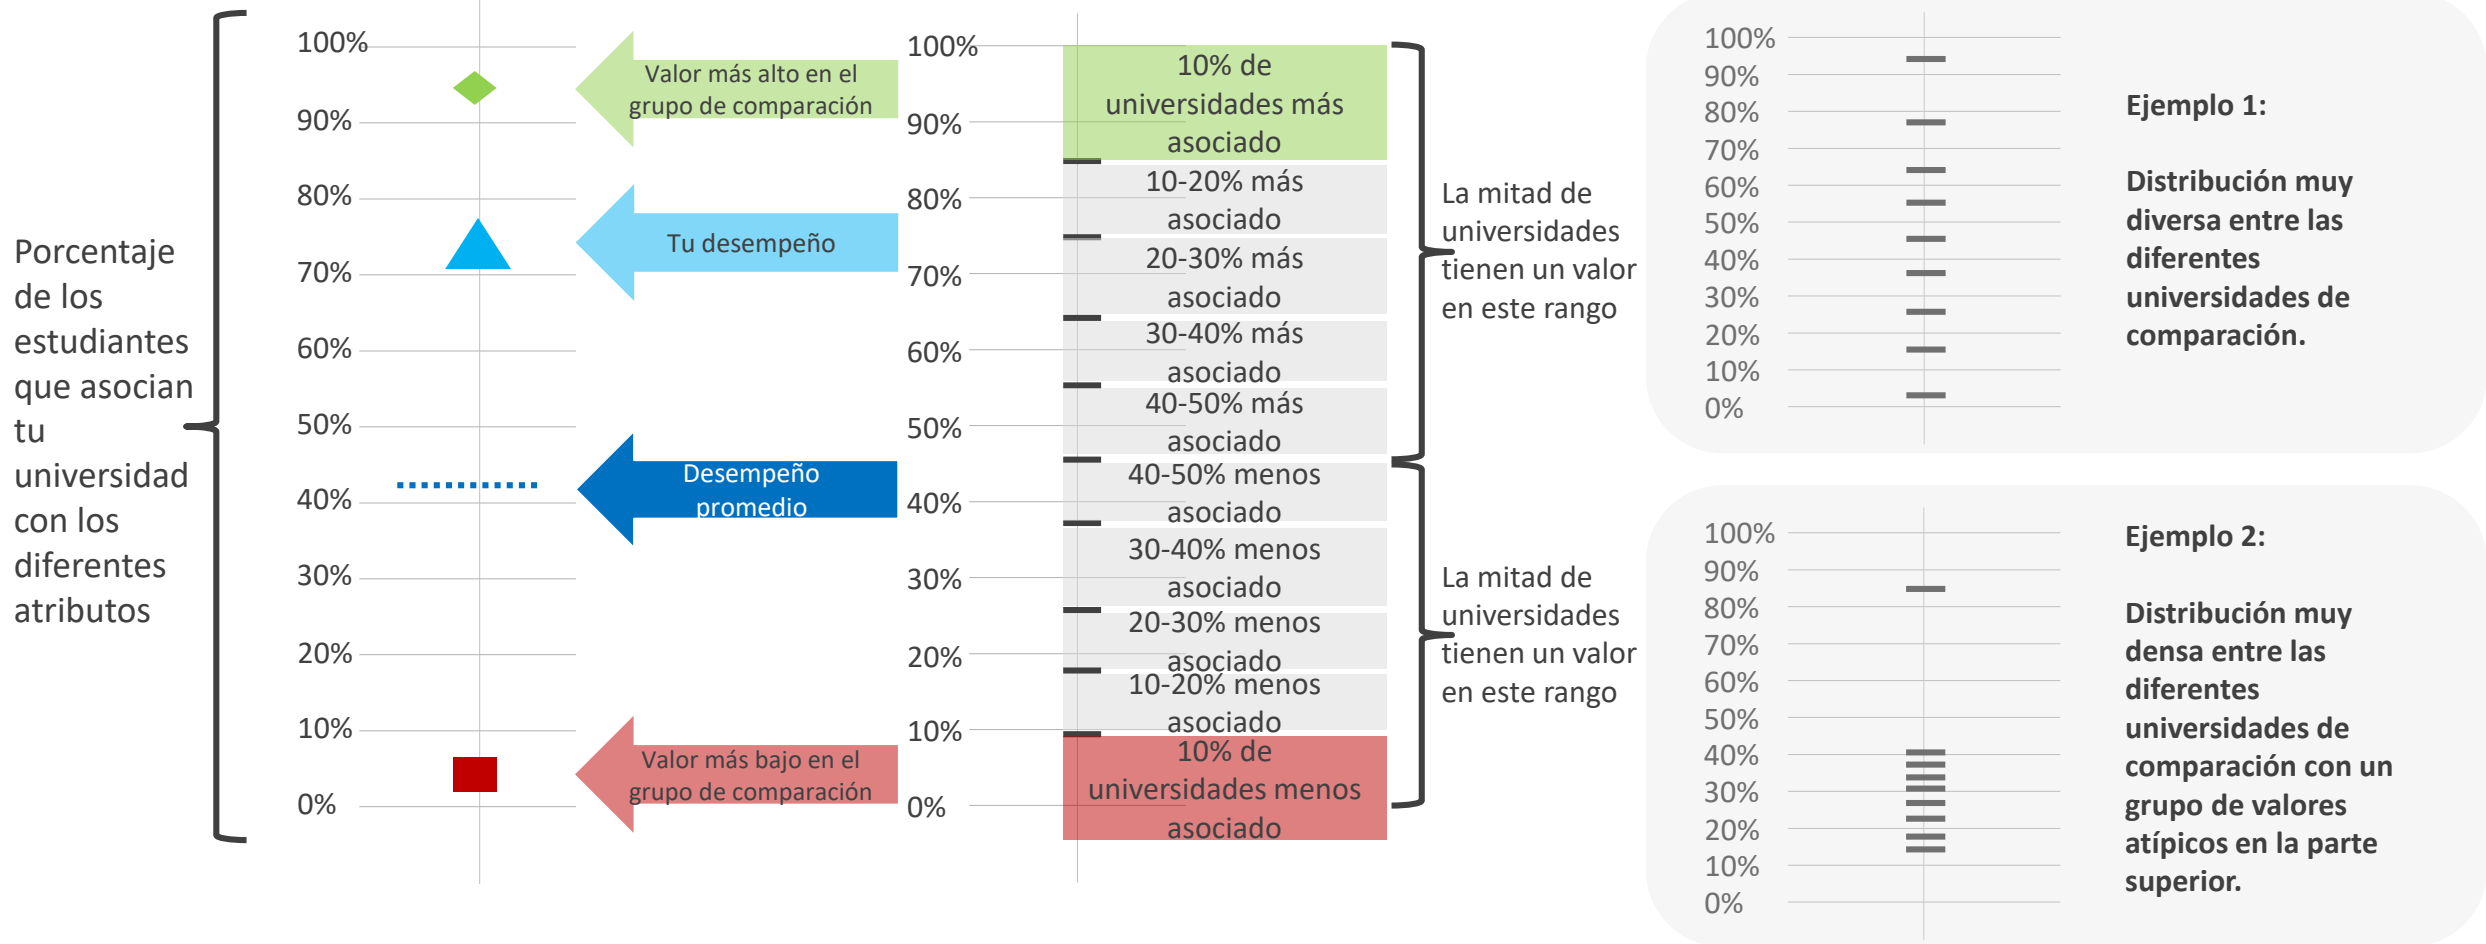 Porcentaje
de los
estudiantes
que asocian
tu
universidad
con los
diferentes
atributos
100%
90%
80%
70%
60%
50%
40%
30%
20%
10%
0%
Valor más alto en el
grupo de comparación
Tu desempeño
Desempeño
promedio
Valor más bajo en el
grupo de comparación
100%
90%
80%
70%
60%
50%
40%
30%
20%
10%
0%
10% de
universidades más
asociado
10-20% más
asociado
20-30% más
asociado
30-40% más
asociado
40-50% más
asociado
40-50% menos
asociado
30-40% menos
asociado
20-30% menos
asociado
10-20% menos
asociado
10% de
universidades menos
asociado
La mitad de
universidades
tienen un valor
en este rango
La mitad de
universidades
tienen un valor
en este rango
100%
90%
80%
70%
60%
50%
40%
30%
20%
10%
0%
Ejemplo 1:
Distribución muy
diversa entre las
diferentes
universidades de
comparación.
100%
90%
80%
70%
60%
50%
40%
30%
20%
10%
0%
Ejemplo 2:
Distribución muy
densa entre las
diferentes
universidades de
comparación con un
grupo de valores
atípicos en la parte
superior.